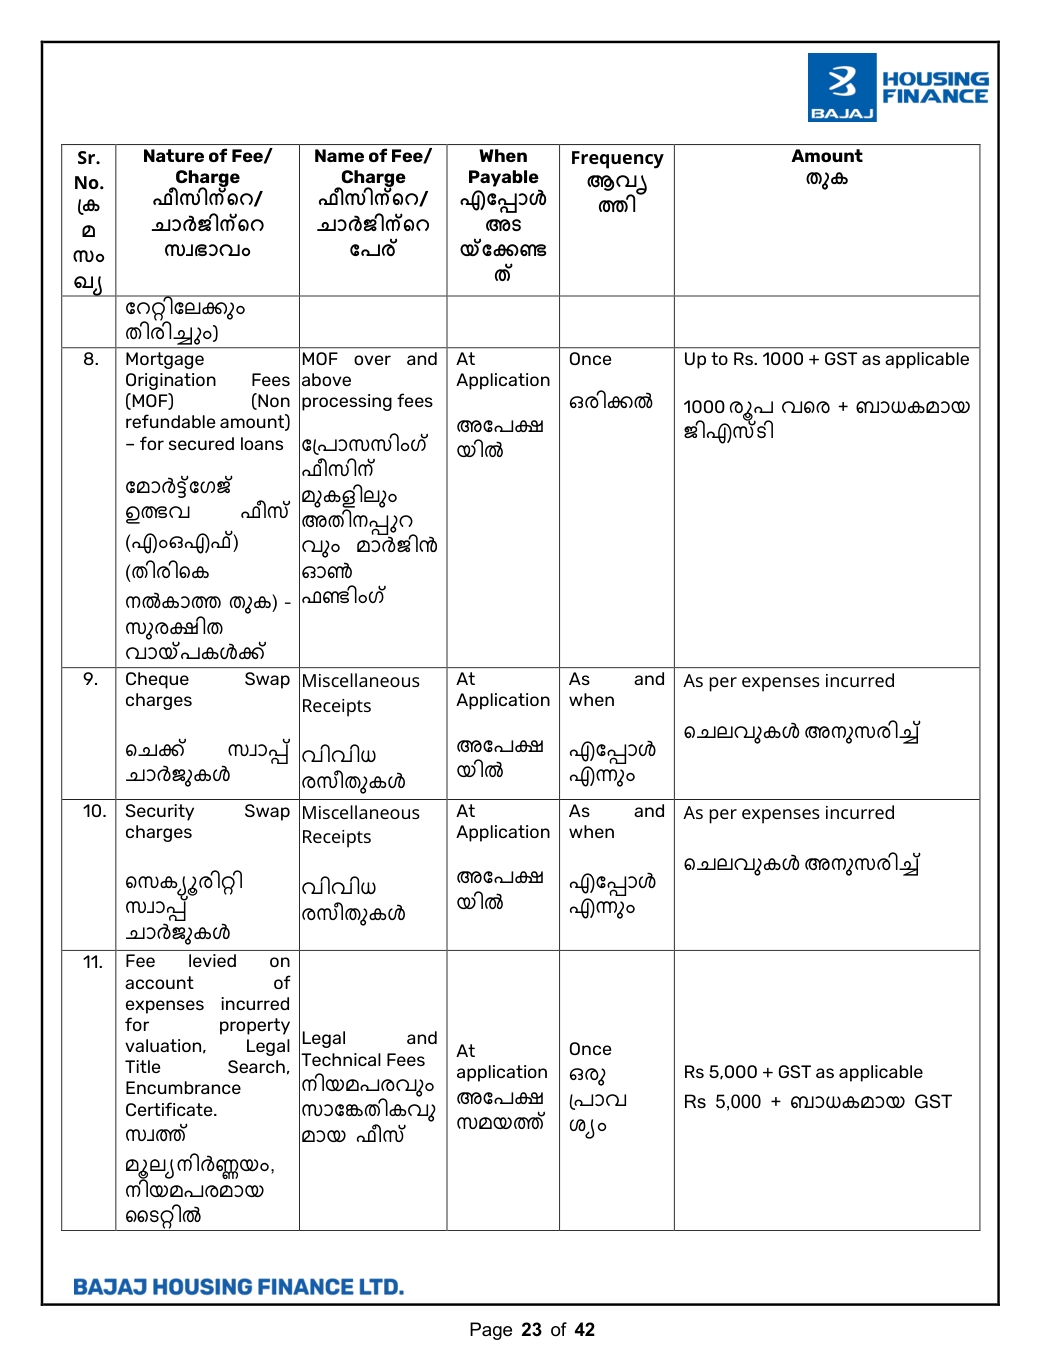 BAJAJ
HOUSING
FINANCE
Sr.
No.
ക്ര
മ
സം
ഖ്യ
Nature of Fee/
Charge
ഫീസിന്റെ/
ചാർജിന്റെ
സ്വഭാവം
Name of Fee/
Charge
ഫീസിന്റെ/
ചാർജിന്റെ
പേര്
When
Payable
എപ്പോൾ
അട
യ്ക്കേണ്ട
ത്
Frequency
ആവൃ
ത്തി
Amount
തുക
റേറ്റിലേക്കും
തിരിച്ചും)
8.
Mortgage
Origination Fees
(MOF) (Non
refundable amount)
– for secured loans
മോർട്ട്ഗേജ്
ഉത്ഭവ ഫീസ്
(എംഒഎഫ്)
(തിരികെ
നൽകാത്ത തുക) -
സുരക്ഷിത
വായ്പകൾക്ക്
MOF over and
above
processing fees
പ്രോസസിംഗ്
ഫീസിന്
മുകളിലും
അതിനപ്പുറ
വും മാർജിൻ
ഓൺ
ഫണ്ടിംഗ്
At
Application
അപേക്ഷ
യിൽ
Once
ഒരിക്കൽ
Up to Rs. 1000 + GST as applicable
1000 രൂപ വരെ + ബാധകമായ
ജിഎസ്ടി
9.
Cheque Swap
charges
ചെക്ക് സ്വാപ്പ്
ചാർജുകൾ
Miscellaneous
Receipts
വിവിധ
രസീതുകൾ
At
Application
അപേക്ഷ
യിൽ
As and
when
എപ്പോൾ
എന്നും
As per expenses incurred
ചെലവുകൾ അനുസരിച്ച്
10.
Security Swap
charges
സെക്യൂരിറ്റി
സ്വാപ്പ്
ചാർജുകൾ
Miscellaneous
Receipts
വിവിധ
രസീതുകൾ
At
Application
അപേക്ഷ
യിൽ
As and
when
എപ്പോൾ
എന്നും
As per expenses incurred
ചെലവുകൾ അനുസരിച്ച്
11.
Fee levied on
account of
expenses incurred
for property
valuation, Legal
Title Search,
Encumbrance
Certificate.
സ്വത്ത്
മൂല്യനിർണ്ണയം,
നിയമപരമായ
ടൈറ്റിൽ
Legal and
Technical Fees
നിയമപരവും
സാങ്കേതികവു
മായ ഫീസ്
At
application
അപേക്ഷ
സമയത്ത്
Once
ഒരു
പ്രാവ
ശ്യം
Rs 5,000 + GST as applicable
Rs 5,000 + ബാധകമായ GST
BAJAJ HOUSING FINANCE LTD.
Page 23 of 42